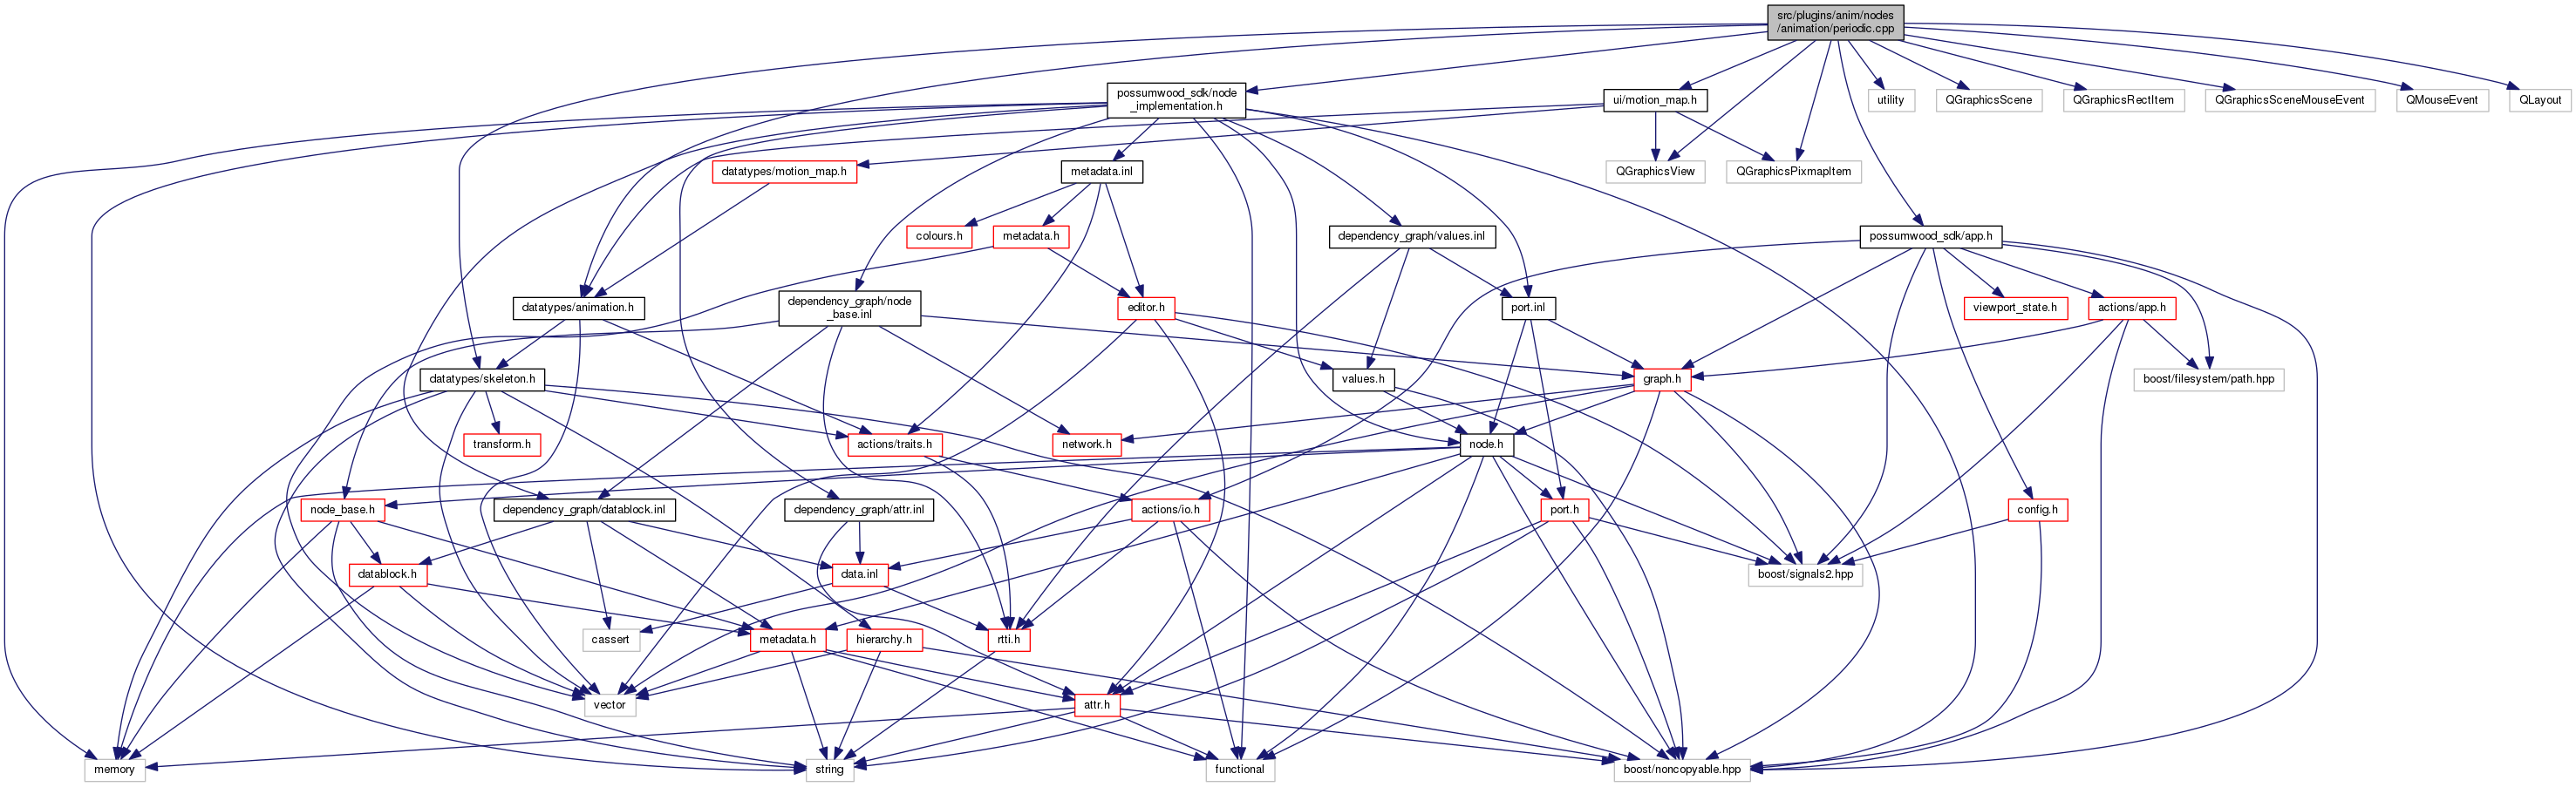 src/plugins/anim/nodes
/animation/periodic.cpp
possumwood_sdk/node
_implementation.h
ui/motion_map.h
utility
QGraphicsScene
QGraphicsRectItem
QGraphicsSceneMouseEvent
QMouseEvent
QLayout
datatypes/motion_map.h
metadata.inl
QGraphicsView
QGraphicsPixmapItem
colours.h
metadata.h
dependency_graph/values.inl
possumwood_sdk/app.h
datatypes/animation.h
dependency_graph/node
_base.inl
editor.h
port.inl
viewport_state.h
actions/app.h
datatypes/skeleton.h
values.h
graph.h
boost/filesystem/path.hpp
transform.h
actions/traits.h
network.h
node.h
node_base.h
dependency_graph/datablock.inl
dependency_graph/attr.inl
actions/io.h
port.h
config.h
datablock.h
data.inl
boost/signals2.hpp
cassert
metadata.h
hierarchy.h
rtti.h
vector
attr.h
memory
string
functional
boost/noncopyable.hpp